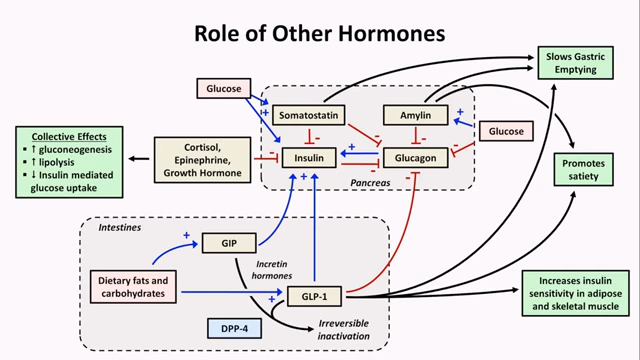 Role of Other Hormones
Slows Gastric
Emptying
Glucose
+
Somatostatin
Amylin
+
Glucose
Collective Effects
▪ ↑ gluconeogenesis
▪ ↑ lipolysis
▪ ↓ Insulin mediated
glucose uptake
Cortisol,
Epinephrine,
Growth Hormone
-
-
-
-
-
Insulin
+
-
Glucagon
Pancreas
Promotes
satiety
+
-
Intestines
+
GIP
Incretin
hormones
Dietary fats and
carbohydrates
+
GLP-1
Increases insulin
sensitivity in adipose
and skeletal muscle
DPP-4
Irreversible
inactivation